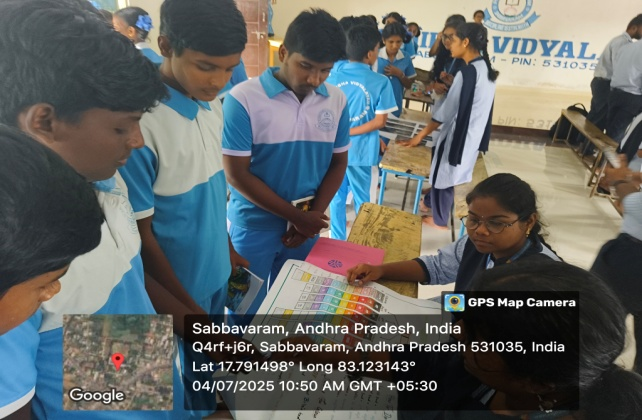 VIDYAL
M - PIN: 531035
GPS Map Camera
Sabbavaram, Andhra Pradesh, India
Q4rf+j6r, Sabbavaram, Andhra Pradesh 531035, India
Lat 17.791498° Long 83.123143°
04/07/2025 10:50 AM GMT +05:30
Google